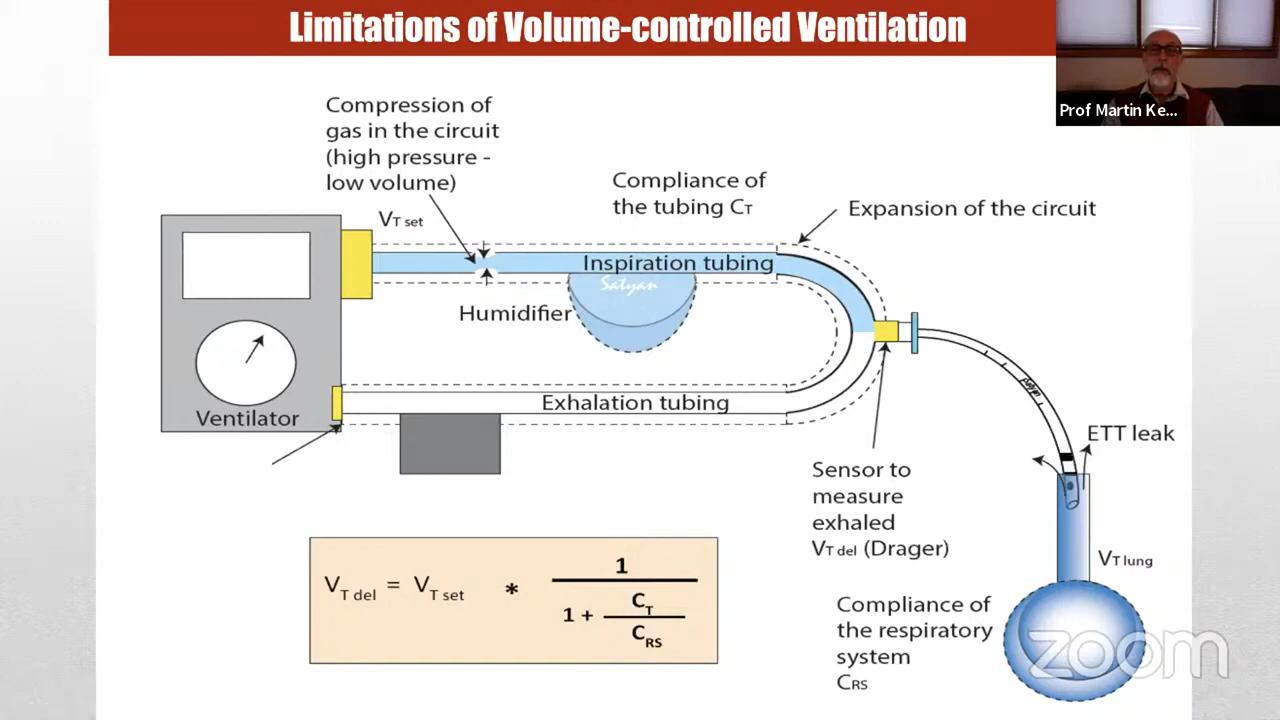 Limitations of Volume-controlled Ventilation
Prof Martin Ke...
Compression of
gas in the circuit
(high pressure -
low volume)
V T set
Compliance of
the tubing CT
Expansion of the circuit
Inspiration tubing
Satyan
Humidifier
Ventilator
Exhalation tubing
ETT leak
Sensor to
measure
exhaled
VT del (Drager)
VT lung
V T del = V T set * 1
1 + CT
CRS
Compliance of
the respiratory
system
CRS
zoom